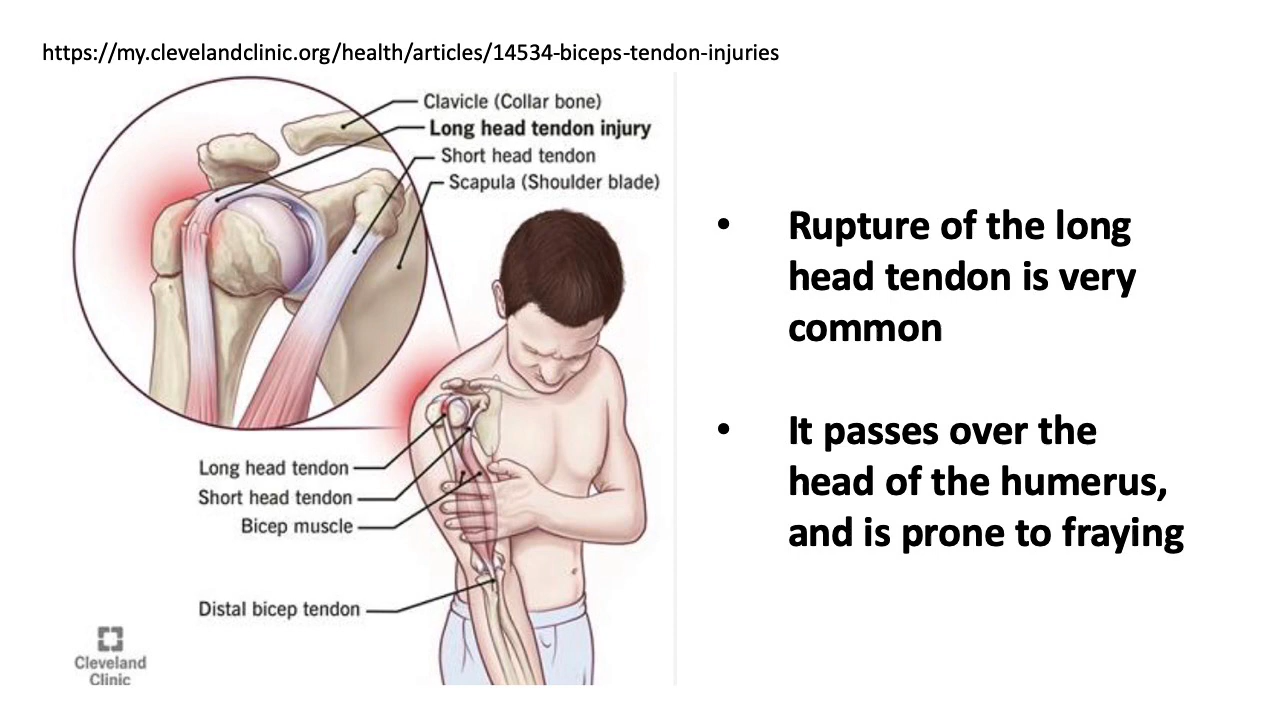 https://my.clevelandclinic.org/health/articles/14534-biceps-tendon-injuries
Clavicle (Collar bone)
Long head tendon injury
Short head tendon
Scapula (Shoulder blade)
Long head tendon
Short head tendon
Bicep muscle
Distal bicep tendon
Cleveland
Clinic
• Rupture of the long
head tendon is very
common
• It passes over the
head of the humerus,
and is prone to fraying